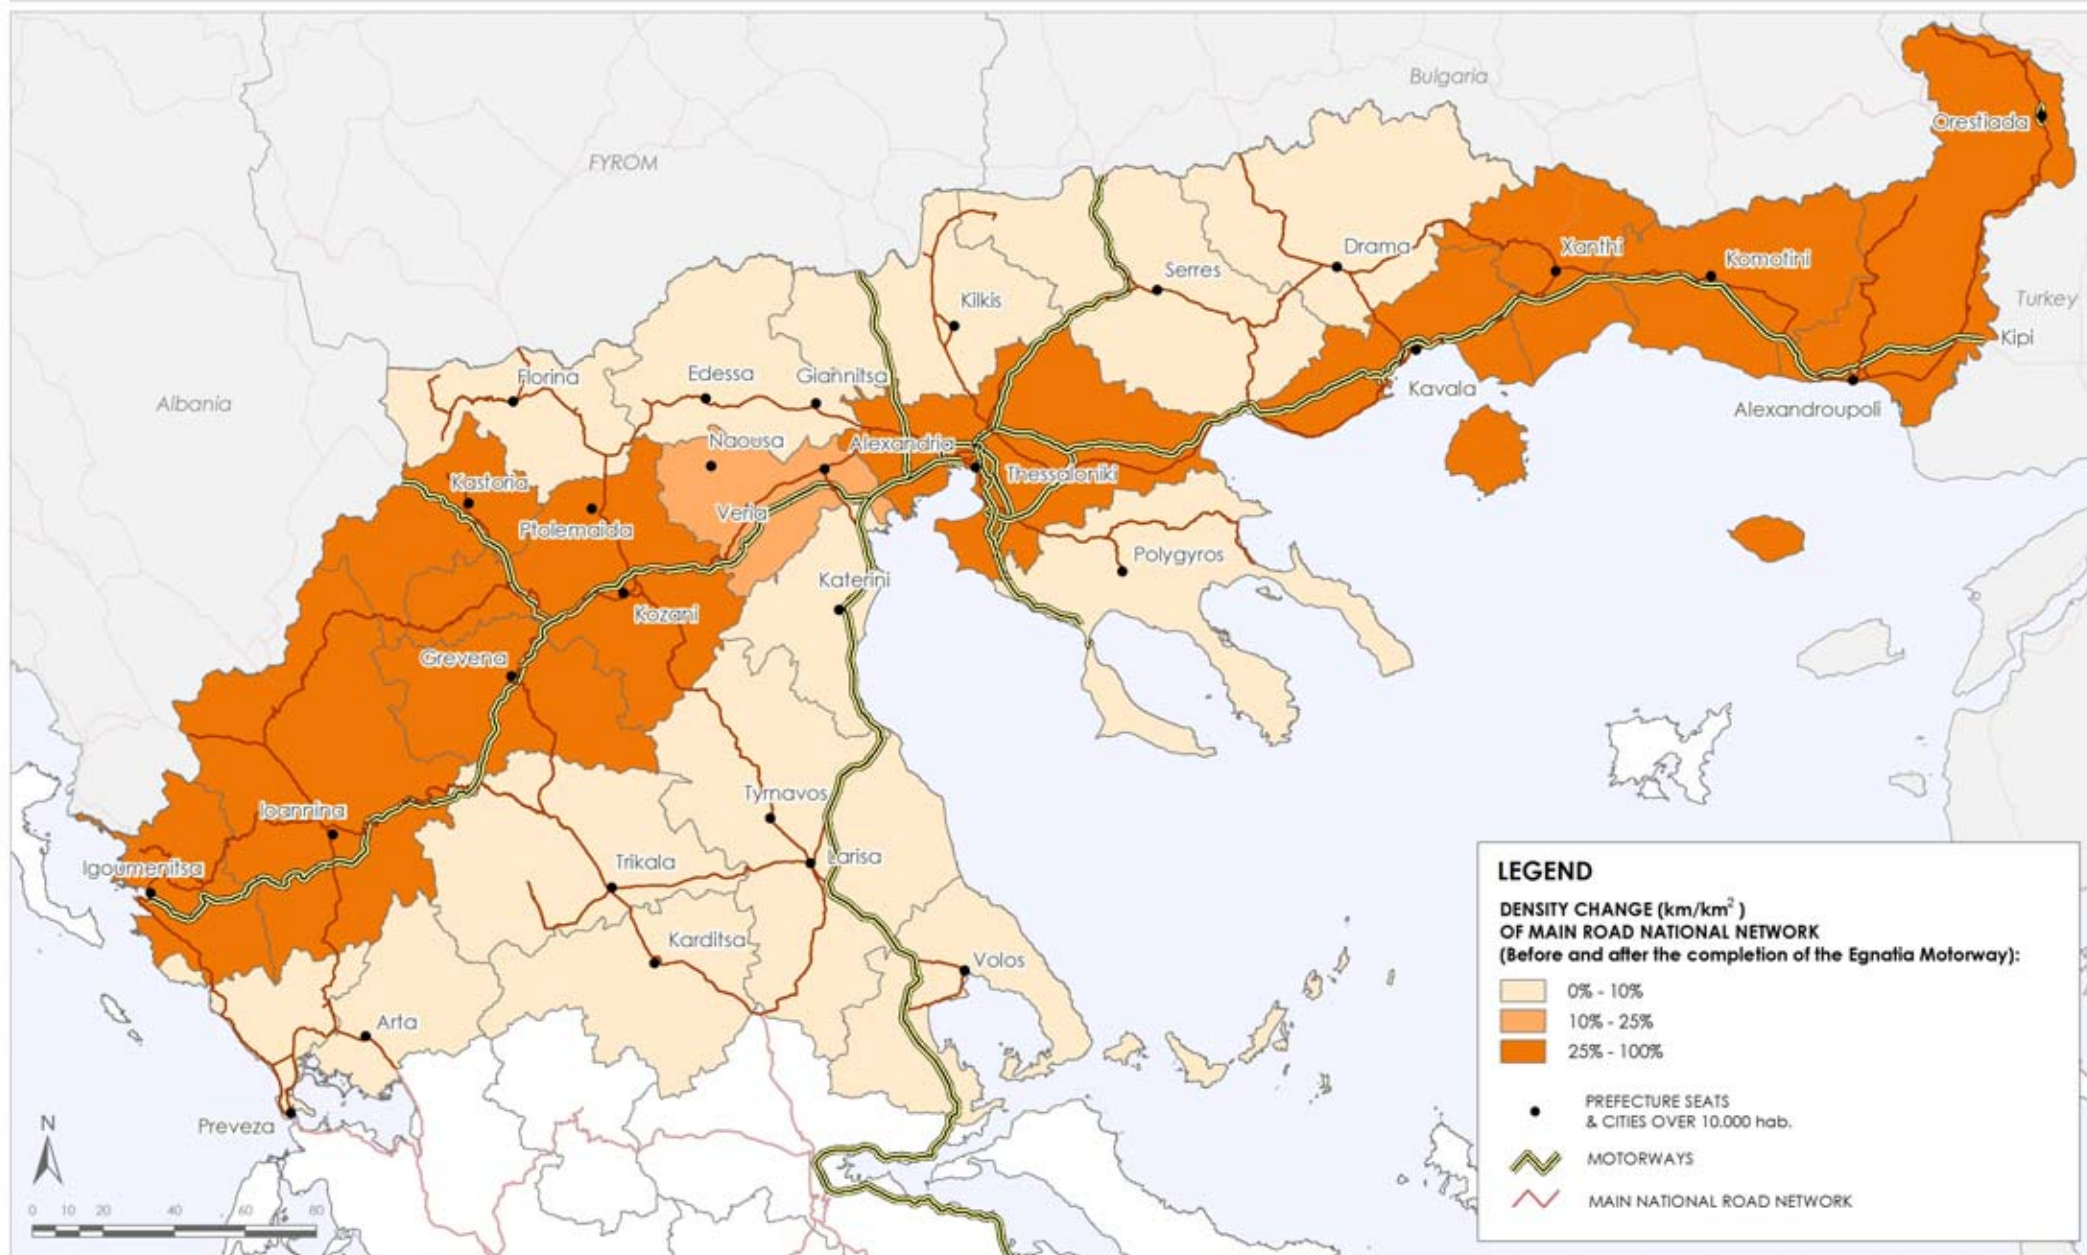 Bulgaria
FYROM
Orestiada
Drama
Xanthi
Komotini
Serres
Kilkis
Turkey
Kipi
Florina
Edessa
Giannitsa
Kavala
Albania
Alexandroupoli
Naousa
Alexandria
Kastoria
Thessaloniki
Veria
Ptolemaida
Polygyros
Katerini
Kozani
Grevena
Tyrnavos
Ioannina
Igoumenitsa
Trikala
Larisa
Karditsa
Volos
Arta
Preveza
N
0 10 20 40 60 80
LEGEND
DENSITY CHANGE (km/km²)
OF MAIN ROAD NATIONAL NETWORK
(Before and after the completion of the Egnatia Motorway):
0% - 10%
10% - 25%
25% - 100%
PREFECTURE SEATS
& CITIES OVER 10.000 hab.
MOTORWAYS
MAIN NATIONAL ROAD NETWORK